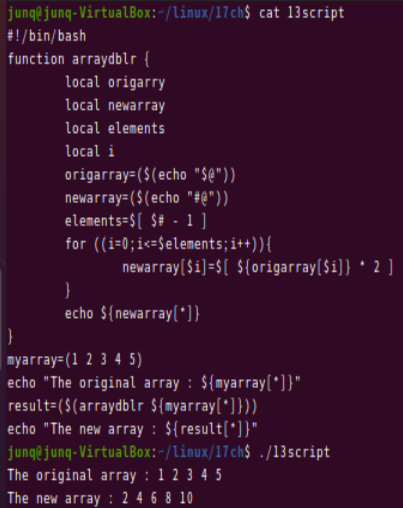 junq@junq-VirtualBox:~/linux/17ch$ cat 13script
#!/bin/bash
function arraydblr {
        local origarry
        local newarray
        local elements
        local i
        origarray=($(echo "$@"))
        newarray=($(echo "#@"))
        elements=$[ $# - 1 ]
        for ((i=0;i<=$elements;i++)){
                newarray[$i]=$[ ${origarray[$i]} * 2 ]
        }
        echo ${newarray[*]}
}
myarray=(1 2 3 4 5)
echo "The original array : ${myarray[*]}"
result=($(arraydblr ${myarray[*]}))
echo "The new array : ${result[*]}"
junq@junq-VirtualBox:~/linux/17ch$ ./13script
The original array : 1 2 3 4 5
The new array : 2 4 6 8 10